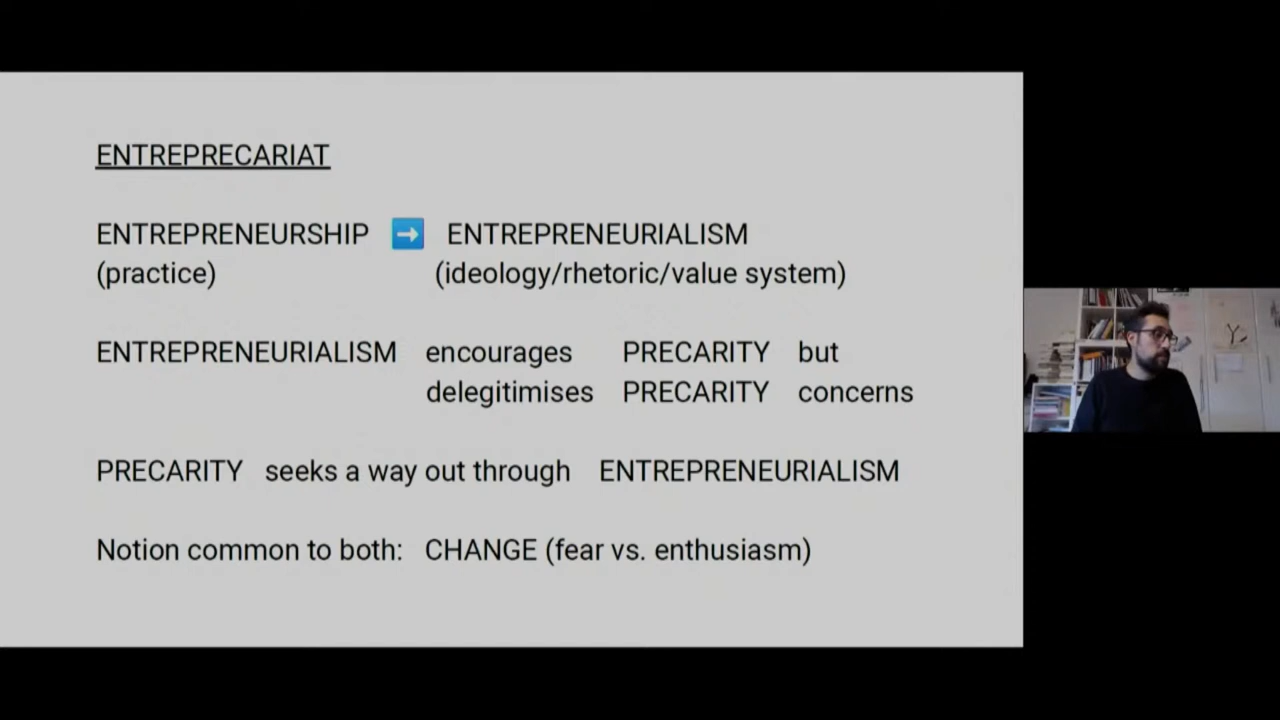 ENTREPRECARIAT
ENTREPRENEURSHIP ➡️ ENTREPRENEURIALISM
(practice) (ideology/rhetoric/value system)
ENTREPRENEURIALISM encourages PRECARITY but
delegitimises PRECARITY concerns
PRECARITY seeks a way out through ENTREPRENEURIALISM
Notion common to both: CHANGE (fear vs. enthusiasm)